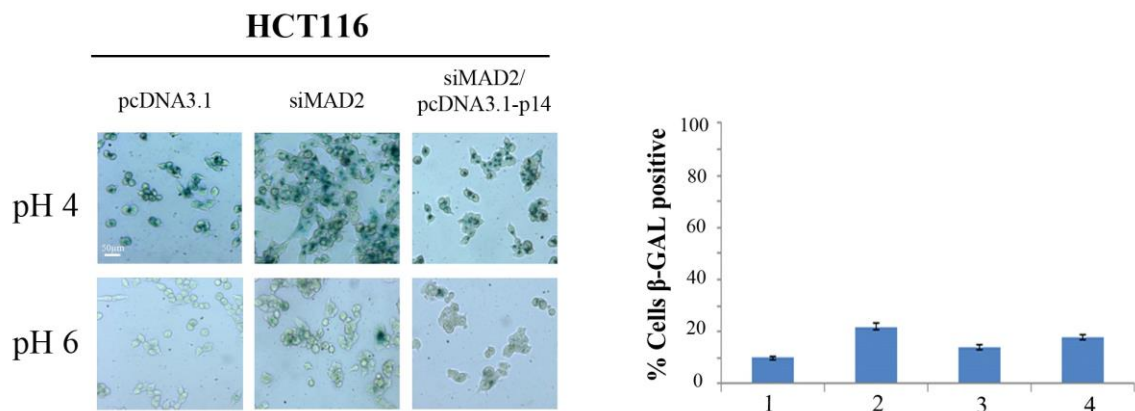 HCT116
pcDNA3.1
siMAD2
siMAD2/
pcDNA3.1-p14
pH 4
50µm
pH 6
% Cells β-GAL positive
100
80
60
40
20
0
1
2
3
4